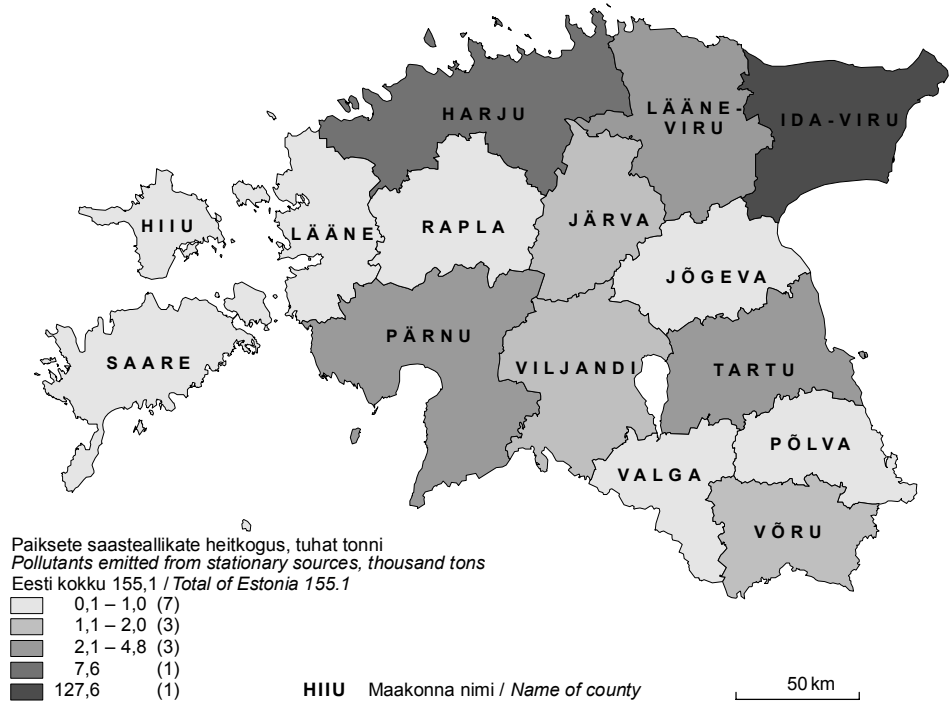 HARJU
LÄÄNE-
VIRU
IDA-VIRU
HIIU
LÄÄNE
RAPLA
JÄRVA
JÕGEVA
SAARE
PÄRNU
VILJANDI
TARTU
PÕLVA
VALGA
VÕRU
Paiksete saasteallikate heitkogus, tuhat tonni
Pollutants emitted from stationary sources, thousand tons
Eesti kokku 155,1 / Total of Estonia 155.1
0,1 – 1,0 (7)
1,1 – 2,0 (3)
2,1 – 4,8 (3)
7,6 (1)
127,6 (1)
HIIU Maakonna nimi / Name of county
50 km